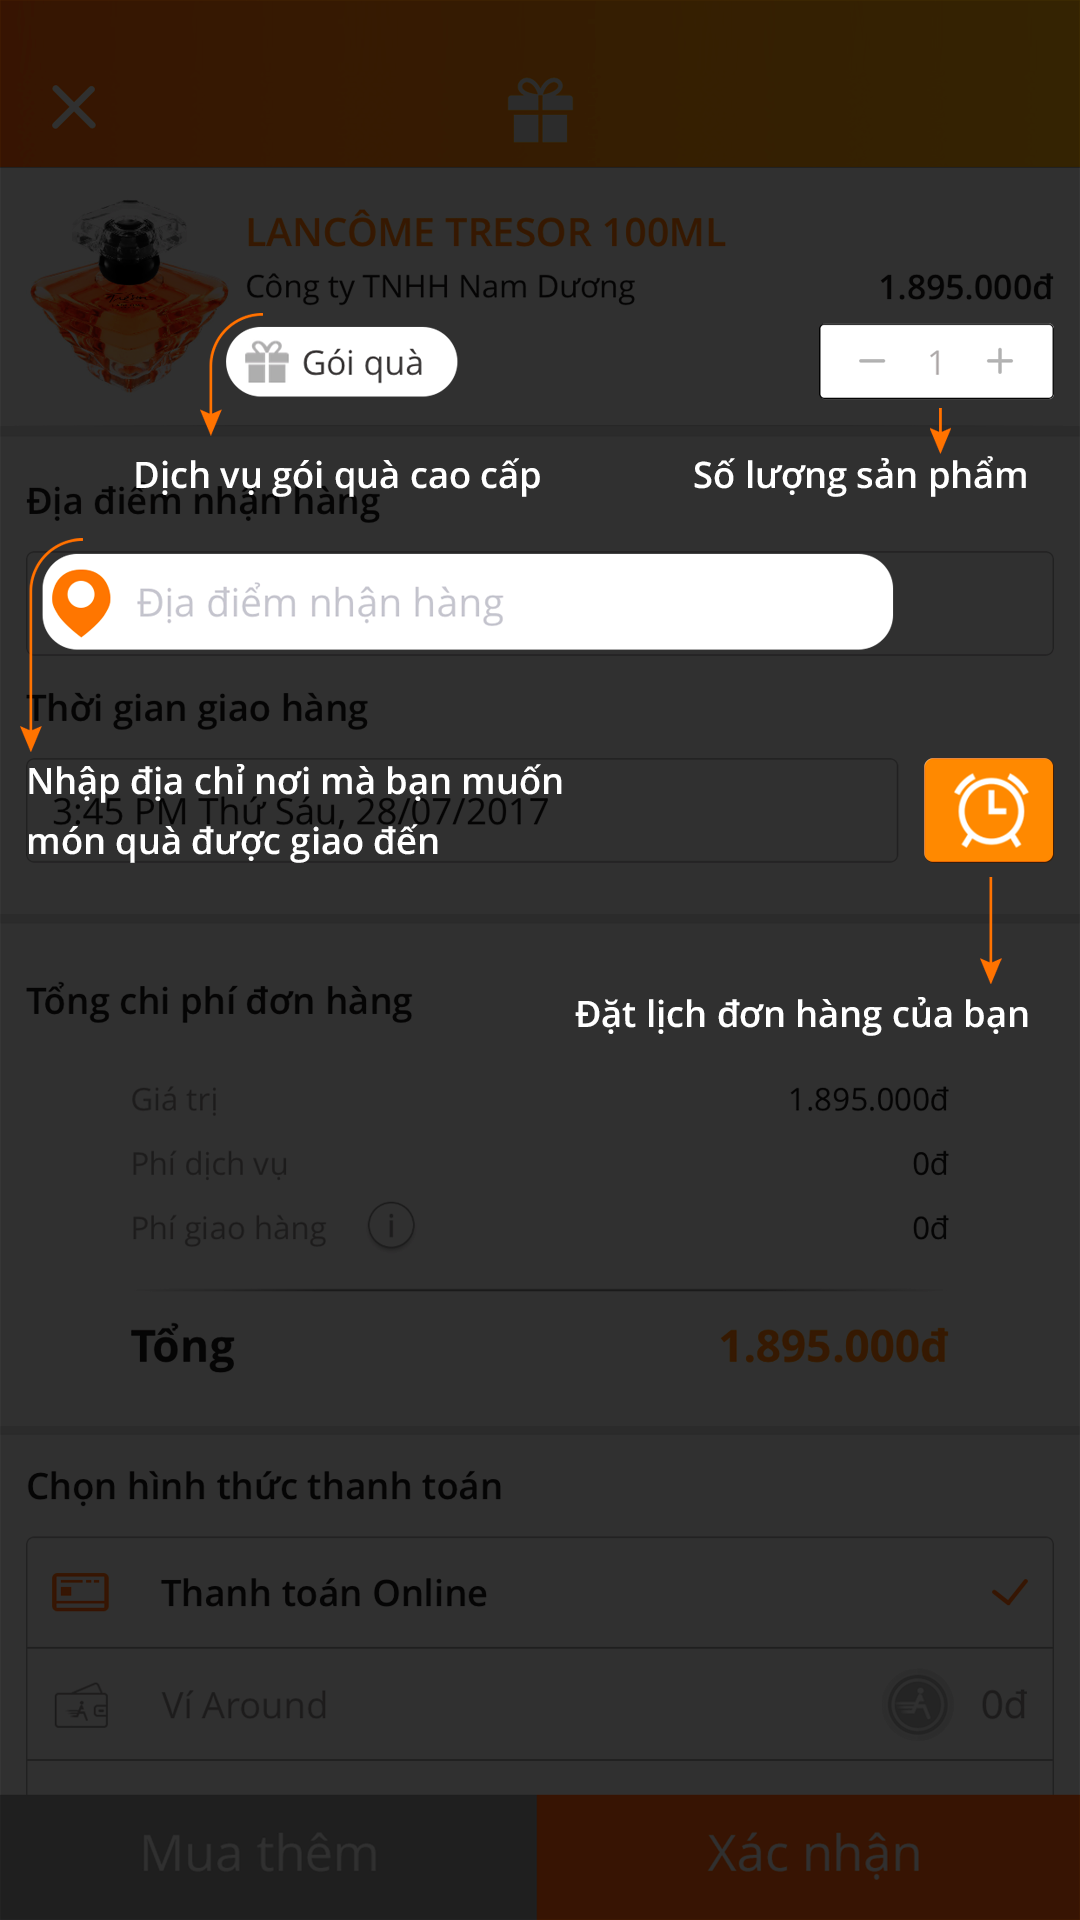 LANCÔME TRESOR 100ML
Công ty TNHH Nam Dương
1.895.000đ
Gói quà
1
Dịch vụ gói quà cao cấp
Số lượng sản phẩm
Địa điểm nhận hàng
Địa điểm nhận hàng
Thời gian giao hàng
Nhập địa chỉ nơi mà bạn muốn
3:45 PM Thứ Sáu, 28/07/2017
món quà được giao đến
Tổng chi phí đơn hàng
Đặt lịch đơn hàng của bạn
Giá trị 1.895.000đ
Phí dịch vụ 0đ
Phí giao hàng i 0đ
Tổng 1.895.000đ
Chọn hình thức thanh toán
Thanh toán Online
Ví Around 0đ
Mua thêm
Xác nhận